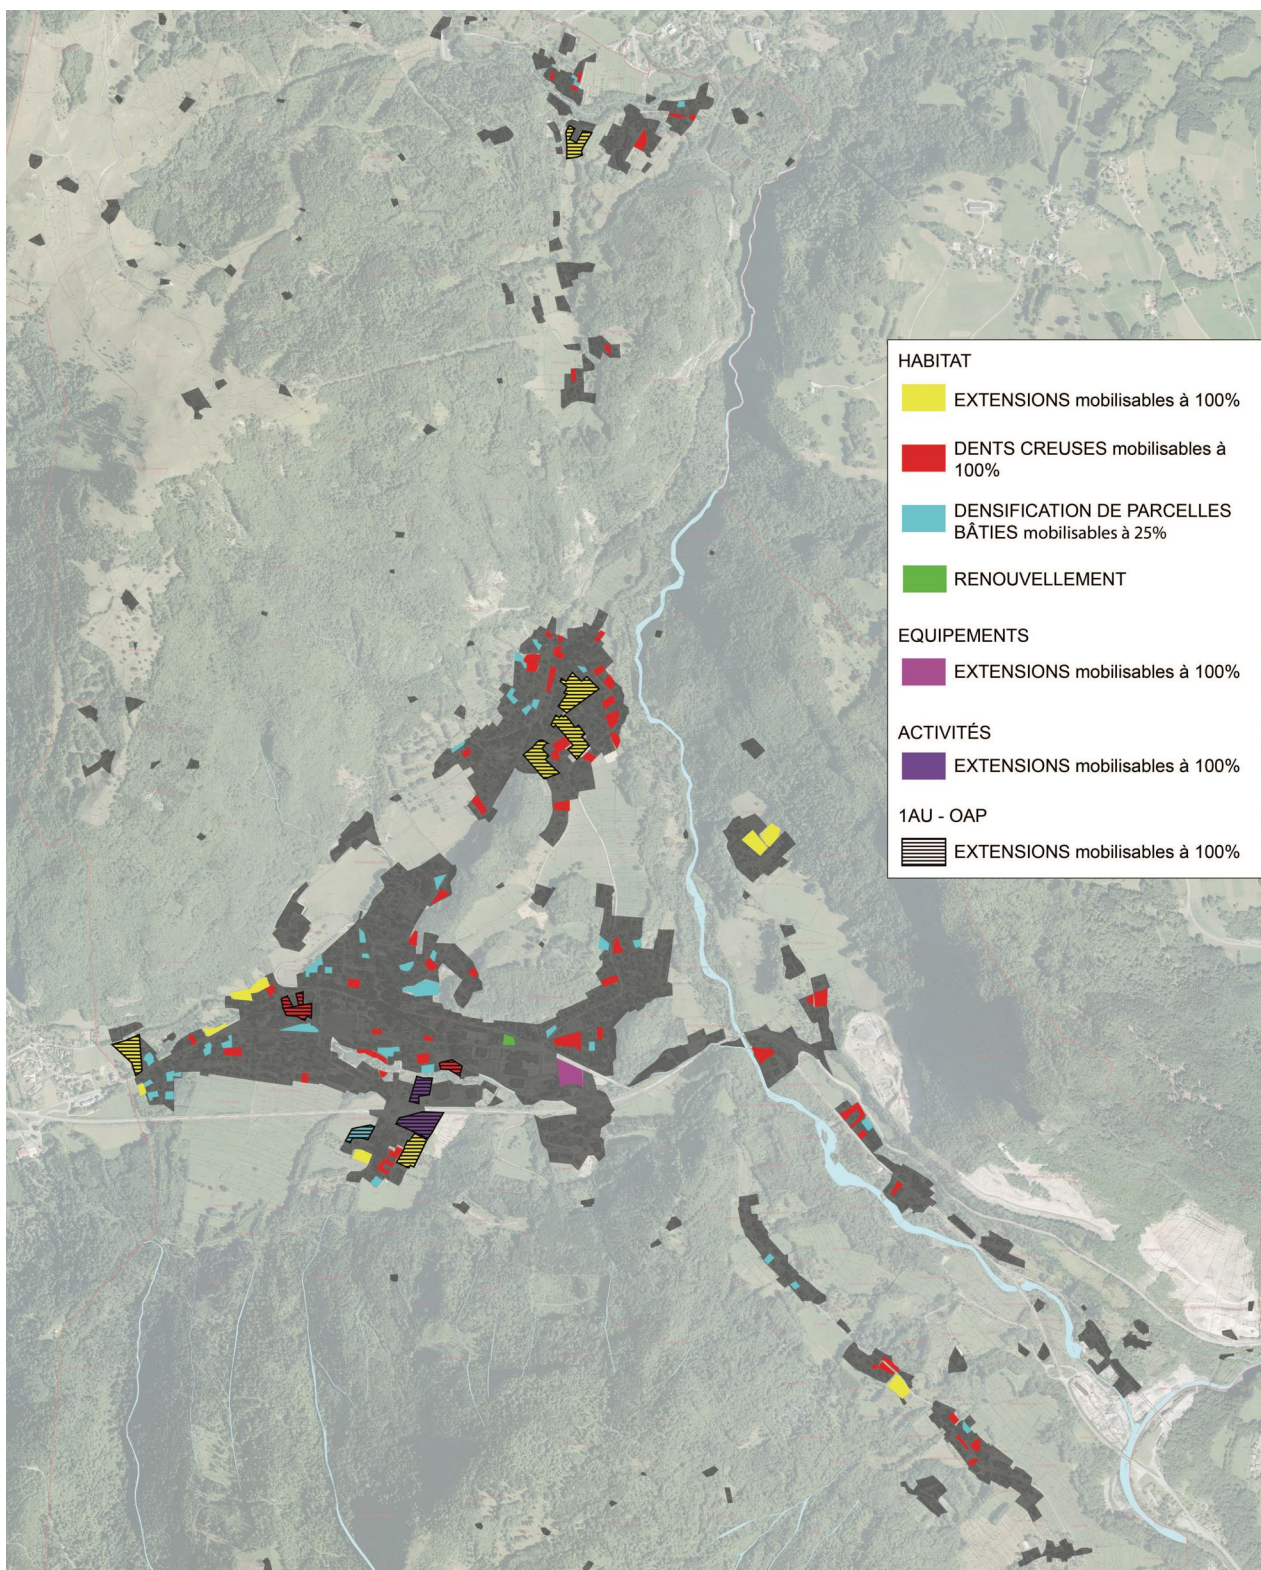 HABITAT
EXTENSIONS mobilisables à 100%
DENTS CREUSES mobilisables à
100%
DENSIFICATION DE PARCELLES
BÂTIES mobilisables à 25%
RENOUVELLEMENT
EQUIPEMENTS
EXTENSIONS mobilisables à 100%
ACTIVITÉS
EXTENSIONS mobilisables à 100%
1AU - OAP
EXTENSIONS mobilisables à 100%